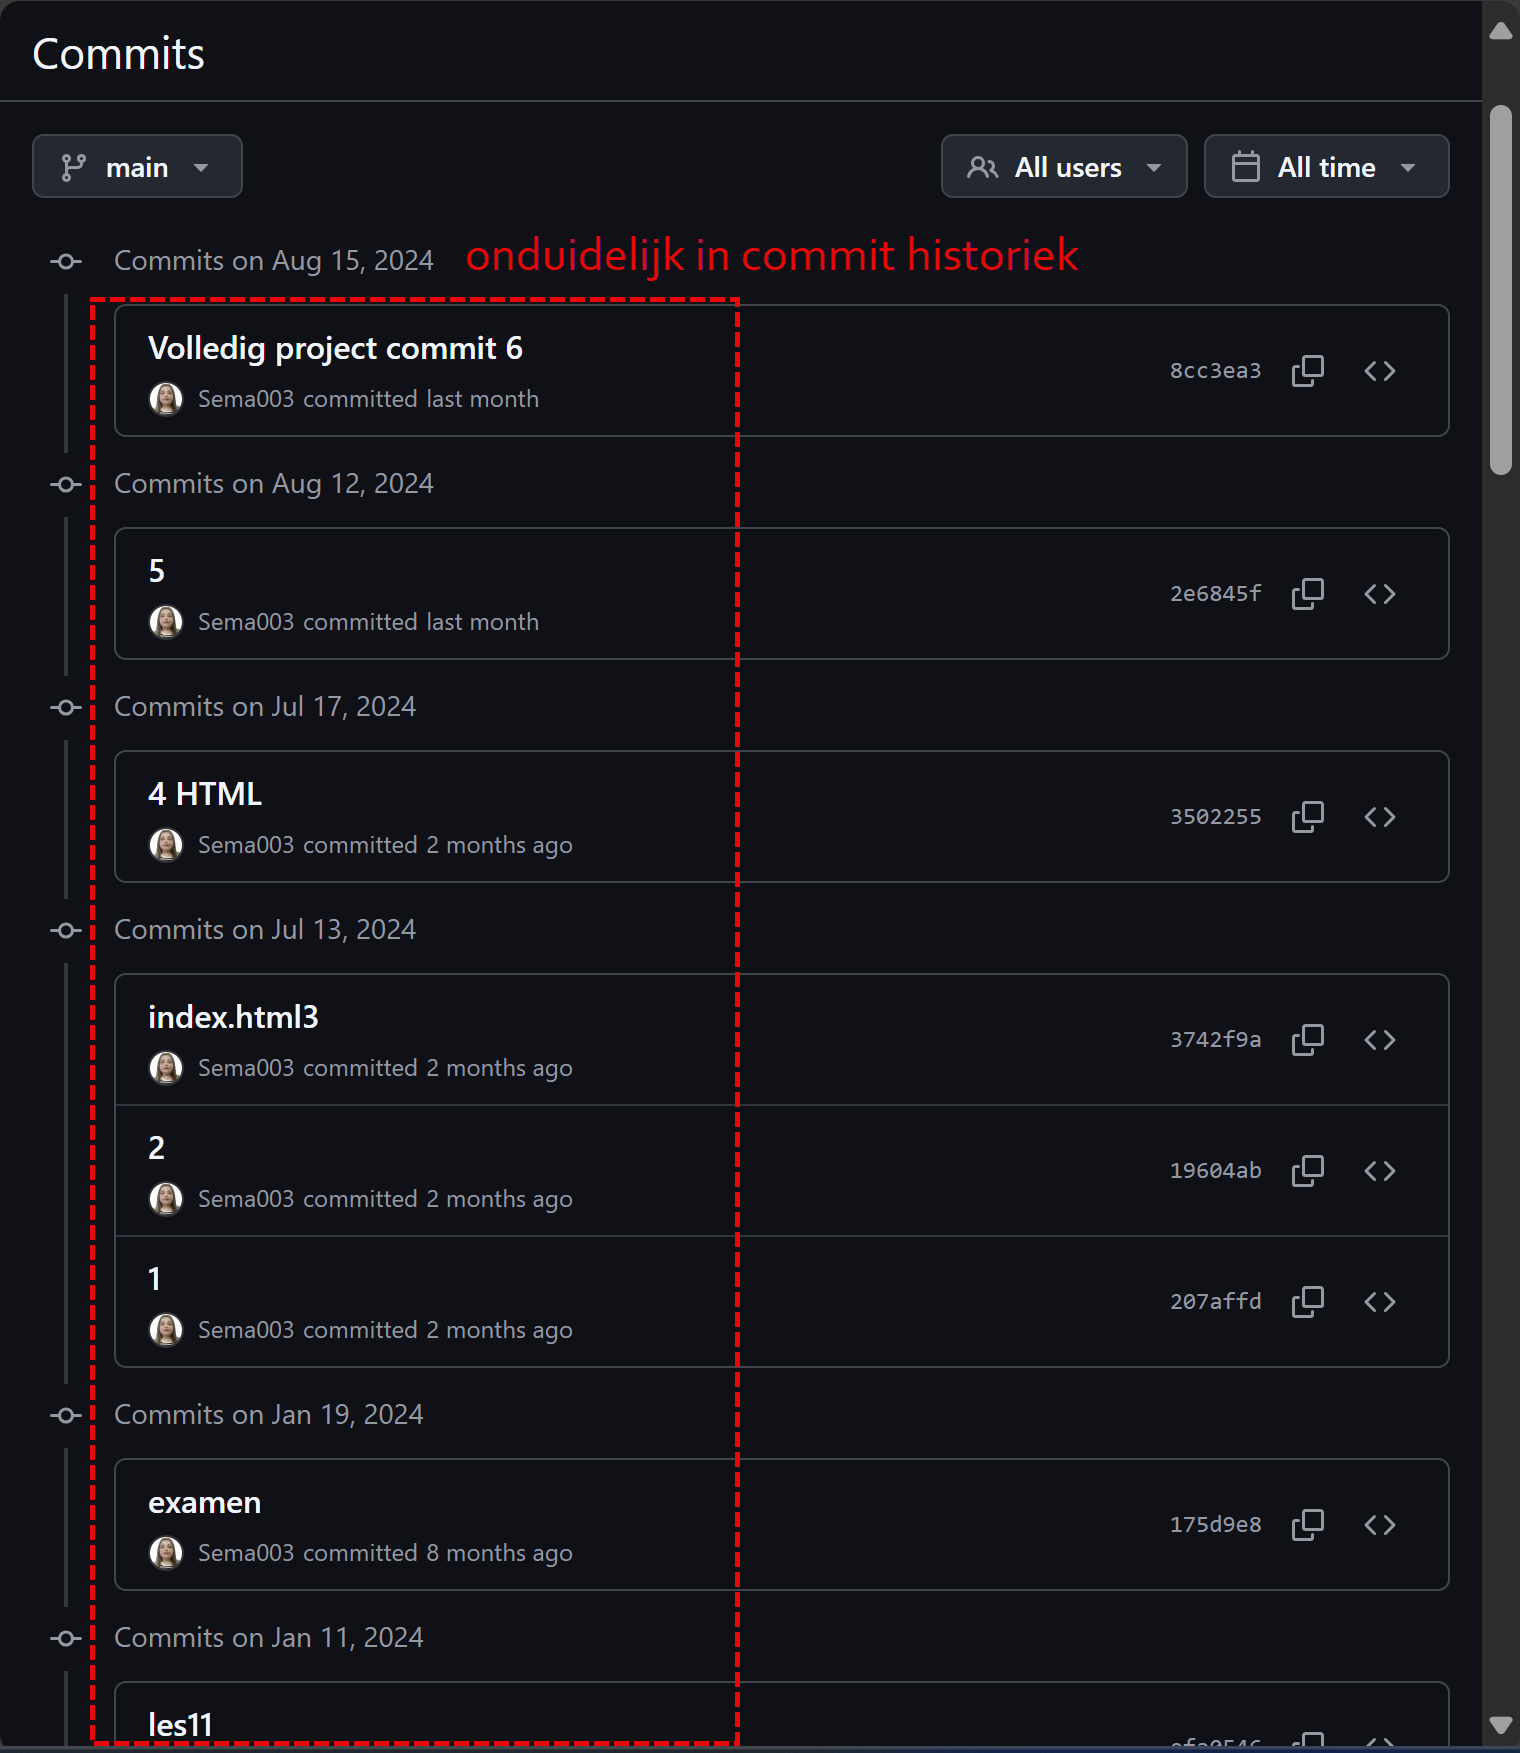 Commits
main
All users
All time
Commits on Aug 15, 2024
onduidelijk in commit historiek
Volledig project commit 6
8cc3ea3
Sema003 committed last month
Commits on Aug 12, 2024
5
2e6845f
Sema003 committed last month
Commits on Jul 17, 2024
4 HTML
3502255
Sema003 committed 2 months ago
Commits on Jul 13, 2024
index.html3
3742f9a
Sema003 committed 2 months ago
2
19604ab
Sema003 committed 2 months ago
1
207affd
Sema003 committed 2 months ago
Commits on Jan 19, 2024
examen
175d9e8
Sema003 committed 8 months ago
Commits on Jan 11, 2024
les11